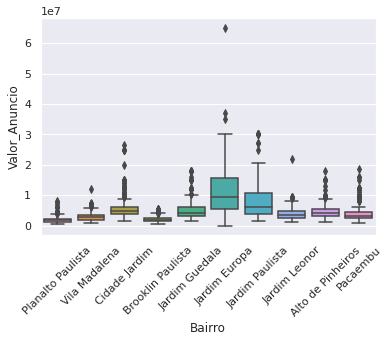 1e7
6
5
4
3
2
1
0
Valor_Anuncio
Planalto Paulista
Vila Madalena
Cidade Jardim
Brooklin Paulista
Jardim Guedala
Jardim Europa
Jardim Paulista
Jardim Leonor
Alto de Pinheiros
Pacaembu
Bairro